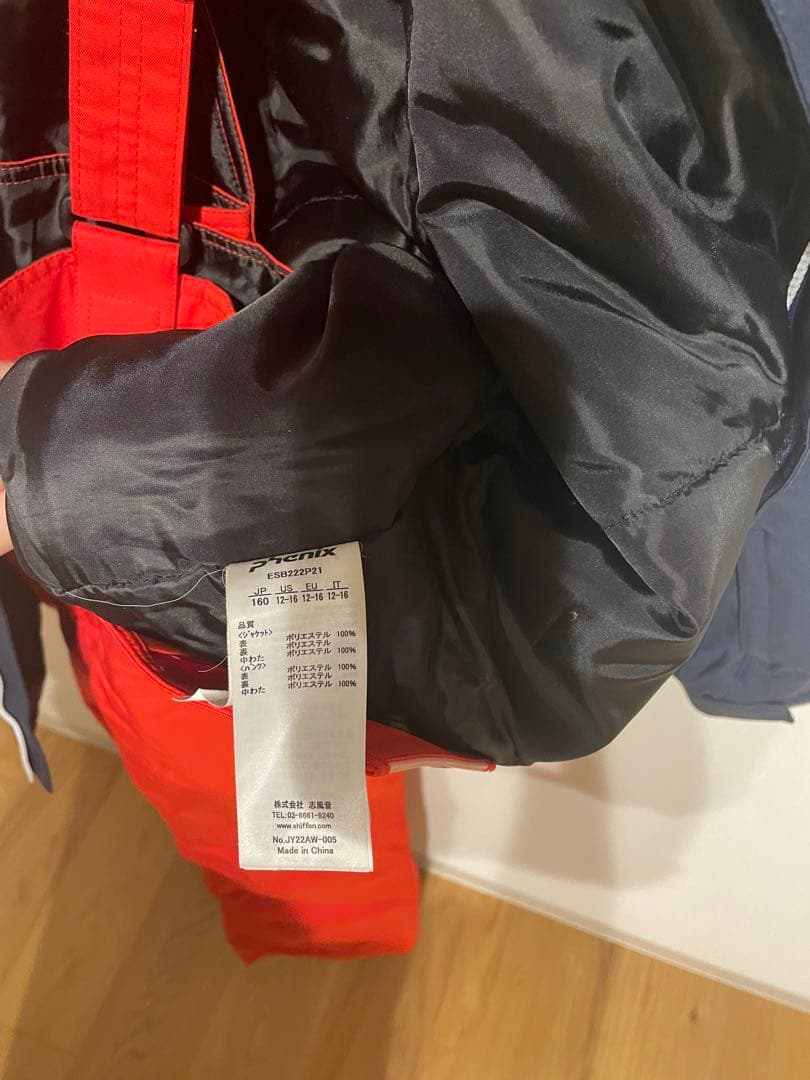 Phenix
ESB222P21
JP US EU IT
160 12-16 12-16 12-16
品質
<ジャケット> ポリエステル 100%
表 ポリエステル
裏 ポリエステル 100%
中わた
<パンツ> ポリエステル 100%
表 ポリエステル
裏 ポリエステル 100%
中わた
株式会社 志風音
TEL:03-6661-9240
www.shiffon.com
No.JY22AW-005
Made in China